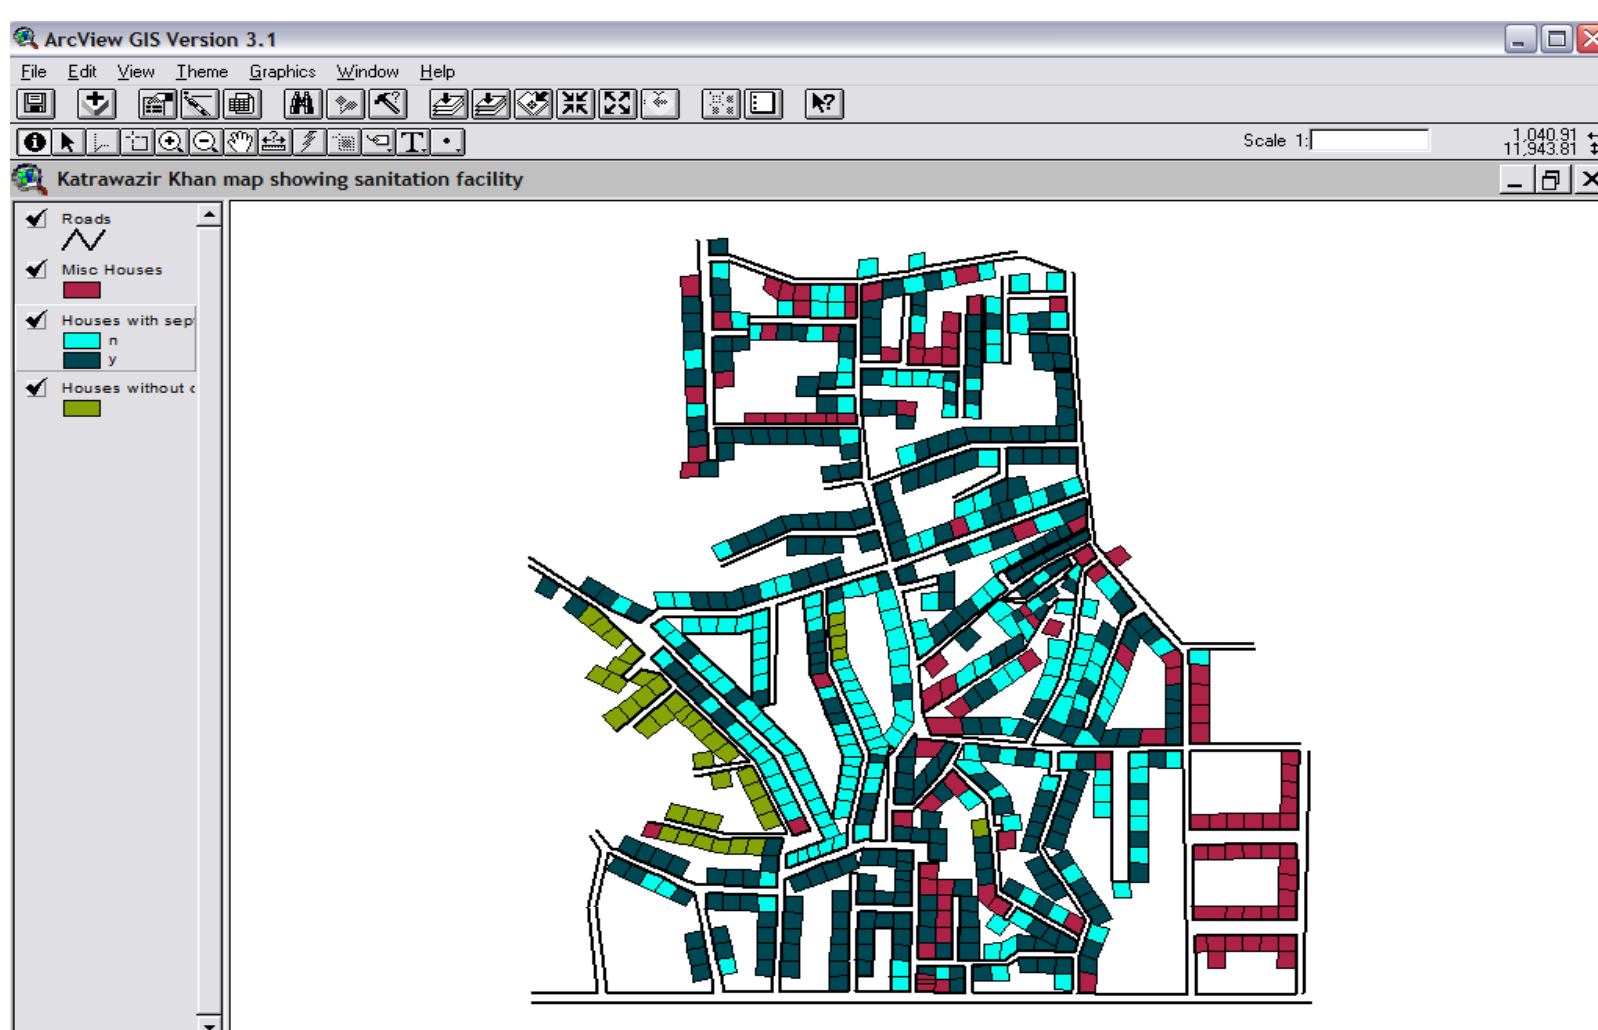 ArcView GIS Version 3.1
File Edit View Theme Graphics Window Help
Scale 1:
1,040.91
11,943.81
Katrawazir Khan map showing sanitation facility
Roads
Misc Houses
Houses with sep
n
y
Houses without